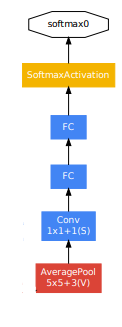 softmax0
SoftmaxActivation
FC
FC
Conv
1x1+1(S)
AveragePool
5x5+3(V)